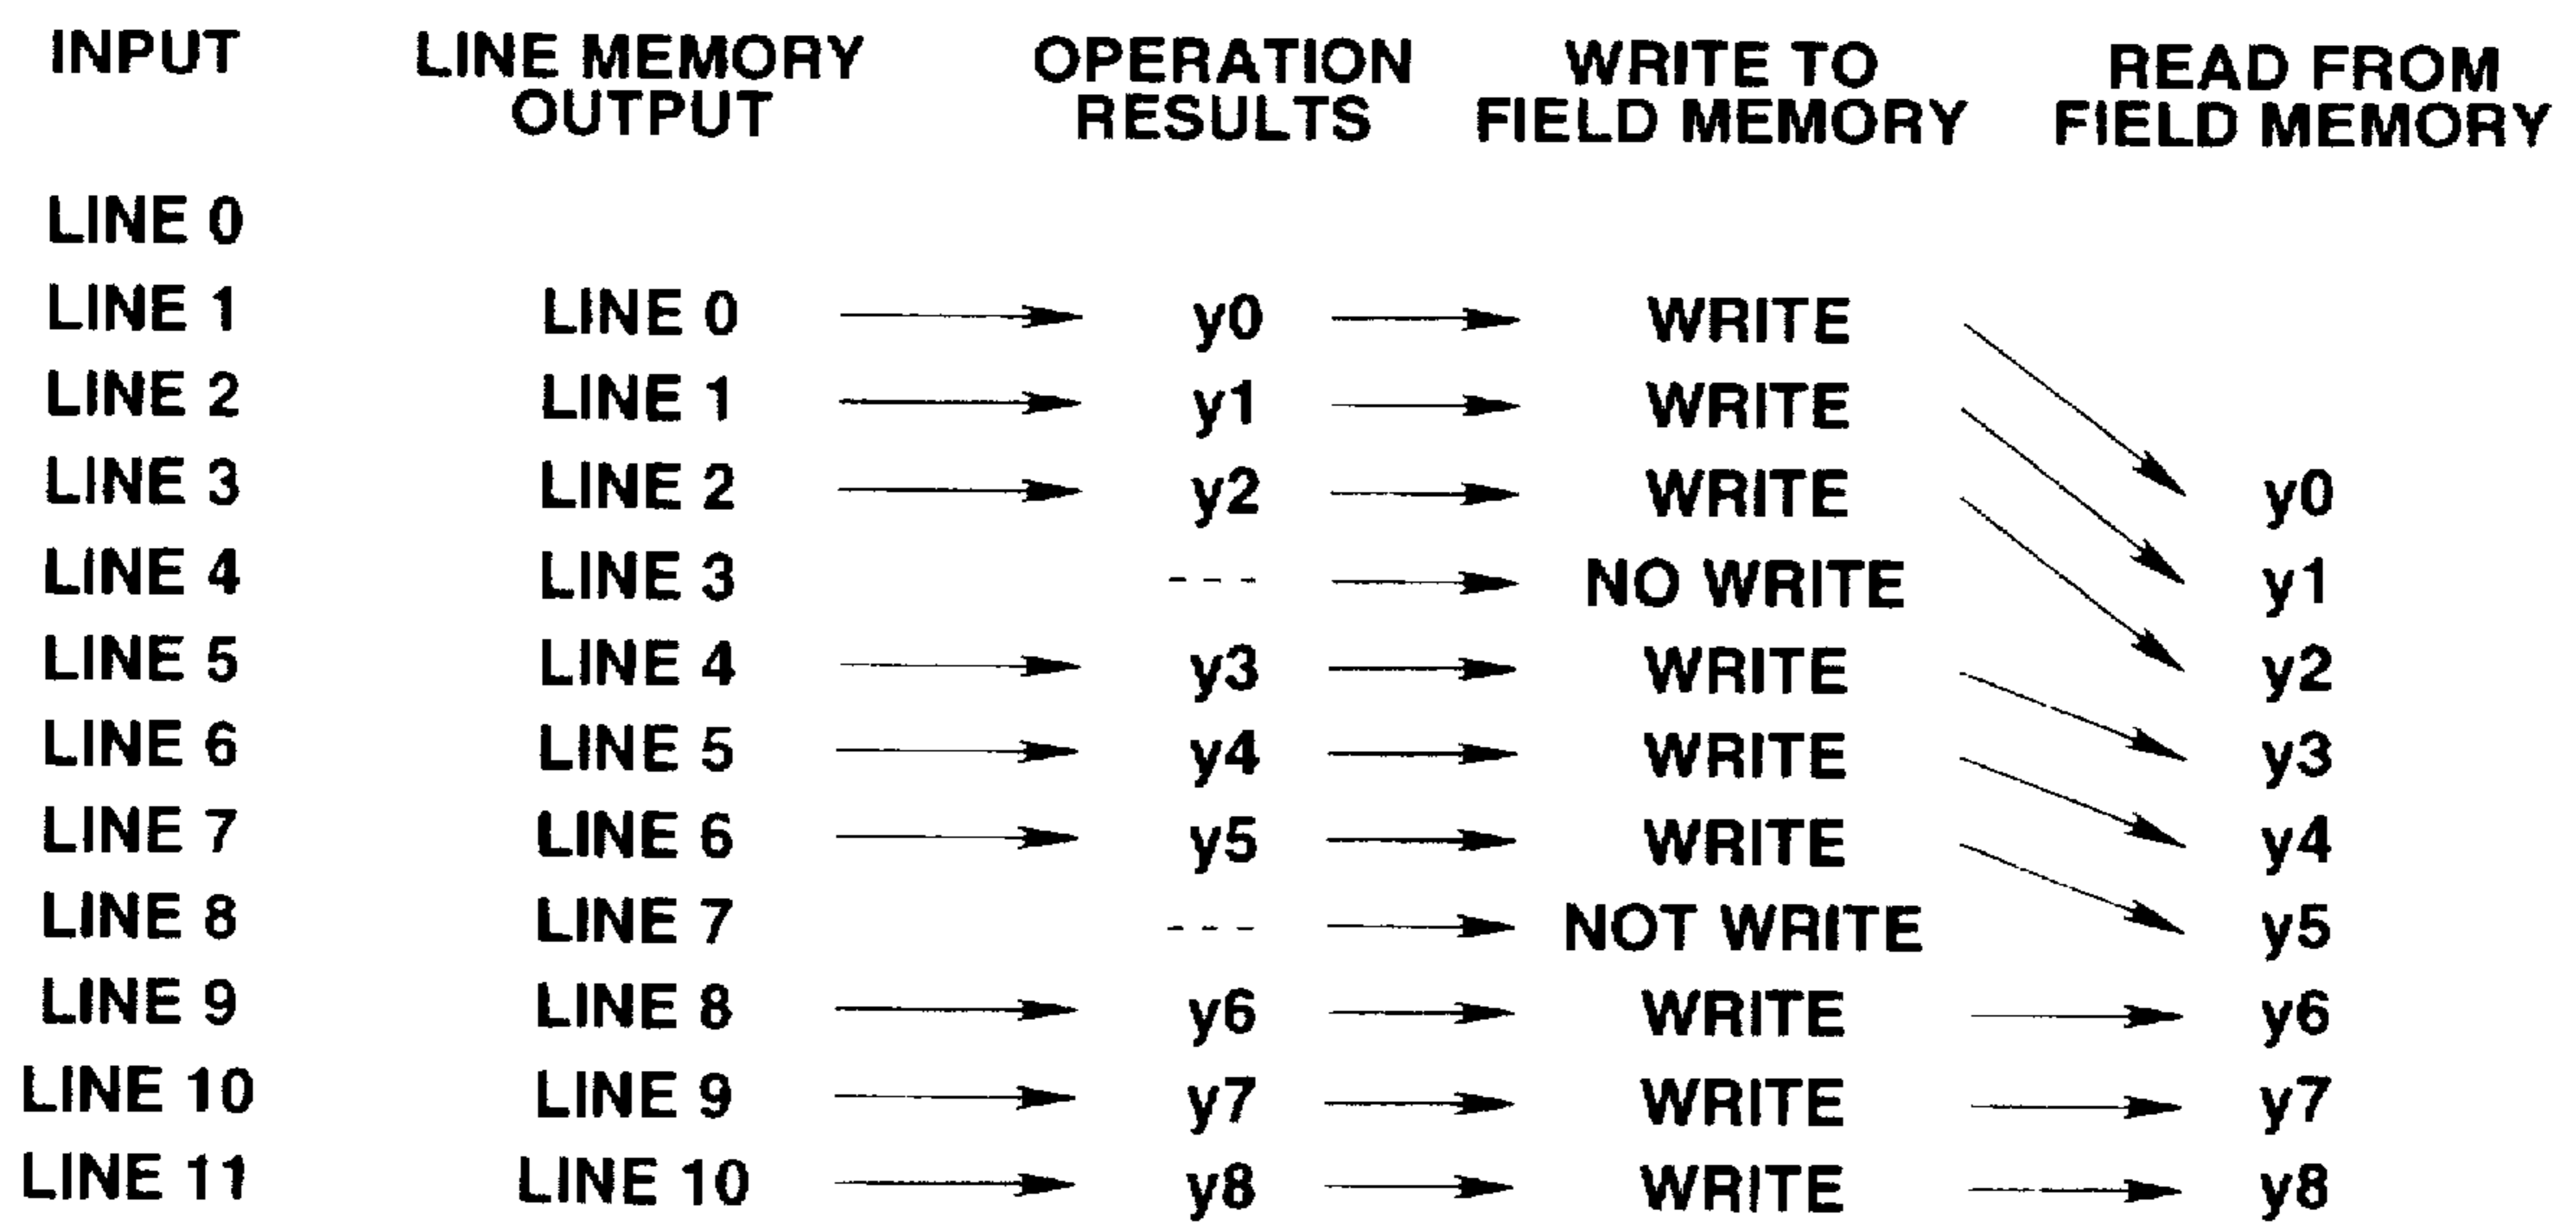 INPUT LINE MEMORY OUTPUT OPERATION RESULTS WRITE TO FIELD MEMORY READ FROM FIELD MEMORY
LINE 0
LINE 1 LINE 0 y0 WRITE
LINE 2 LINE 1 y1 WRITE
LINE 3 LINE 2 y2 WRITE y0
LINE 4 LINE 3 --- NO WRITE y1
LINE 5 LINE 4 y3 WRITE y2
LINE 6 LINE 5 y4 WRITE y3
LINE 7 LINE 6 y5 WRITE y4
LINE 8 LINE 7 --- NOT WRITE y5
LINE 9 LINE 8 y6 WRITE y6
LINE 10 LINE 9 y7 WRITE y7
LINE 11 LINE 10 y8 WRITE y8